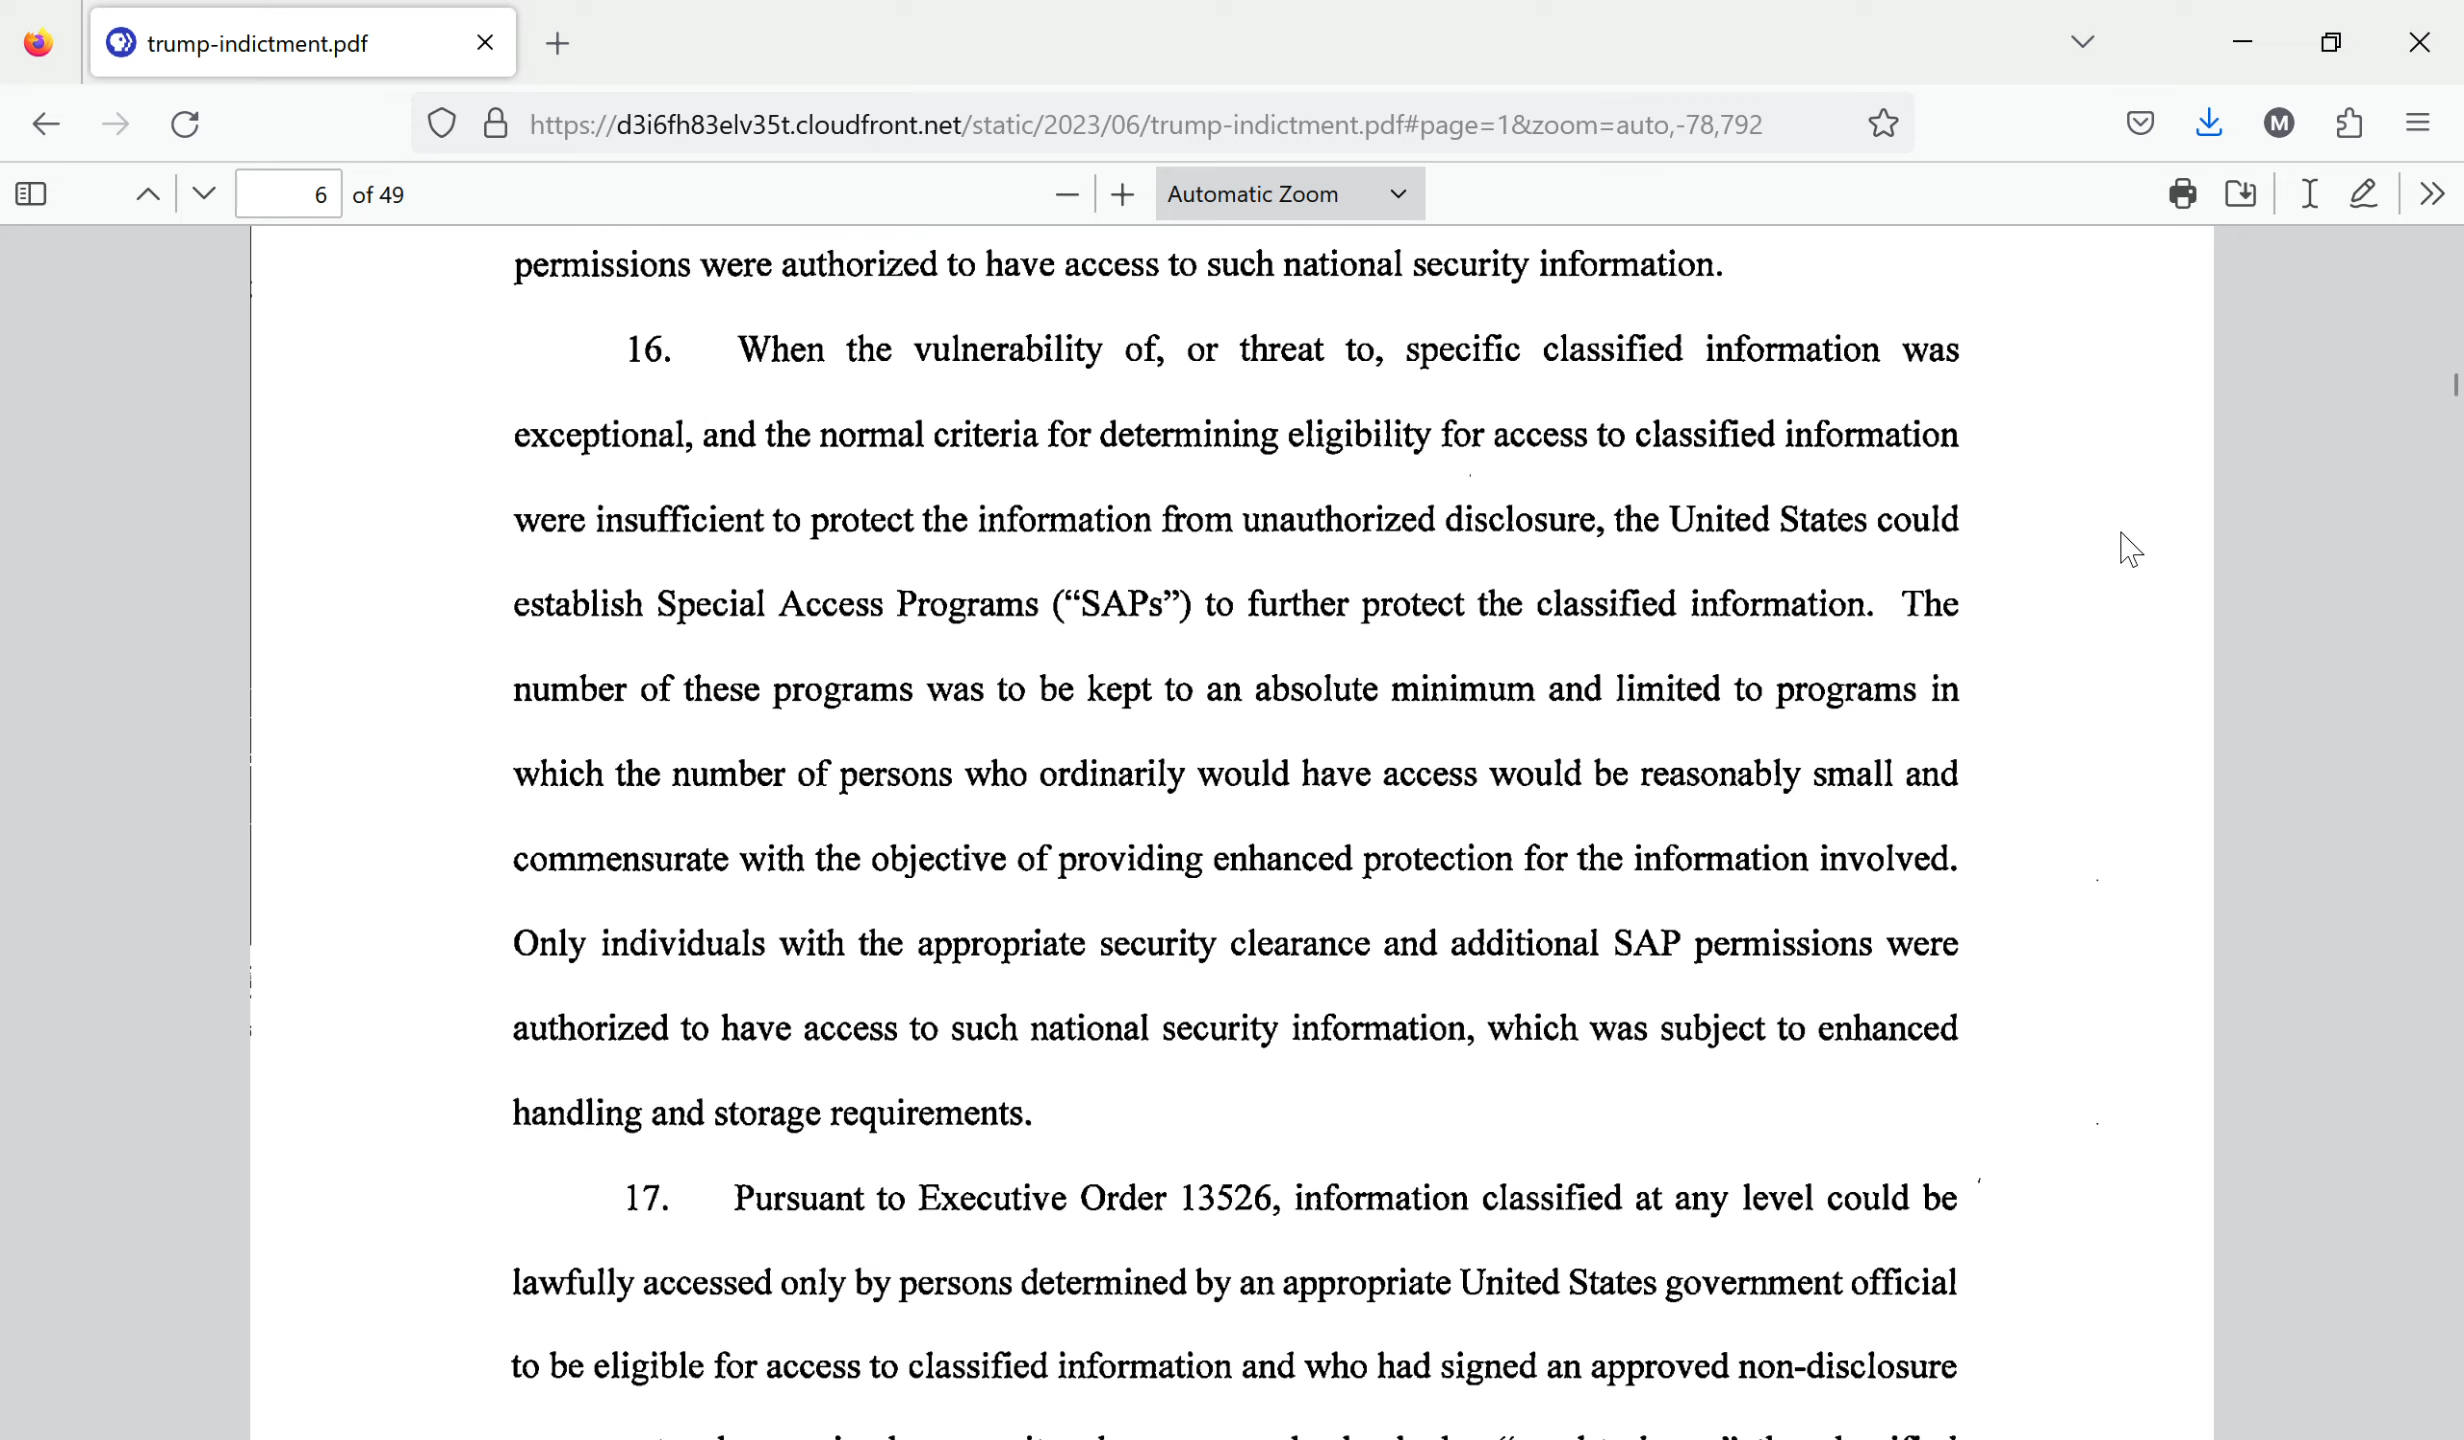 trump-indictment.pdf
https://d3i6fh83elv35t.cloudfront.net/static/2023/06/trump-indictment.pdf#page=1&zoom=auto,-78,792
M
6 of 49
Automatic Zoom
permissions were authorized to have access to such national security information.
16. When the vulnerability of, or threat to, specific classified information was
exceptional, and the normal criteria for determining eligibility for access to classified information
were insufficient to protect the information from unauthorized disclosure, the United States could
establish Special Access Programs (“SAPs”) to further protect the classified information. The
number of these programs was to be kept to an absolute minimum and limited to programs in
which the number of persons who ordinarily would have access would be reasonably small and
commensurate with the objective of providing enhanced protection for the information involved.
Only individuals with the appropriate security clearance and additional SAP permissions were
authorized to have access to such national security information, which was subject to enhanced
handling and storage requirements.
17. Pursuant to Executive Order 13526, information classified at any level could be
lawfully accessed only by persons determined by an appropriate United States government official
to be eligible for access to classified information and who had signed an approved non-disclosure